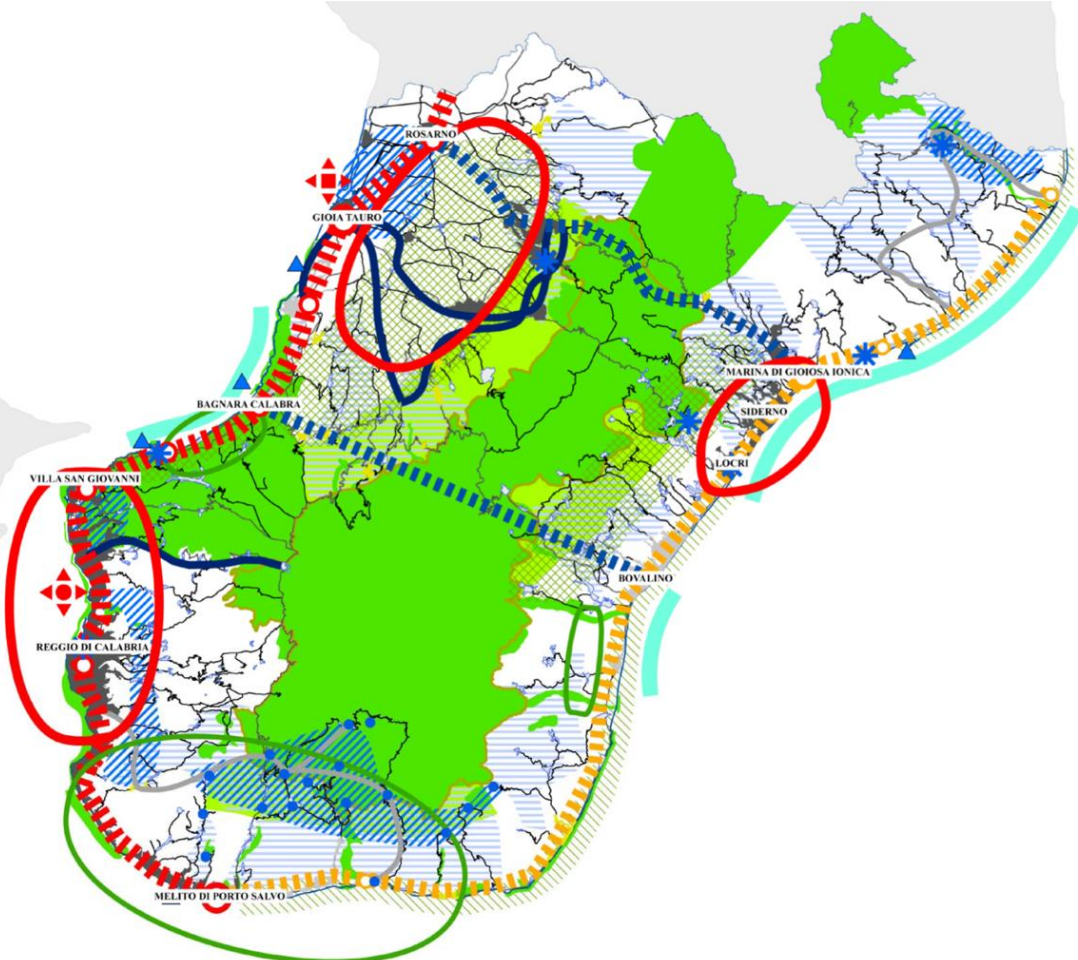 ROSARNO
GIOIA TAURO
MARINA DI GIOIOSA IONICA
BAGNARA CALABRA
SIDERNO
LOCRI
VILLA SAN GIOVANNI
BOVALINO
REGGIO DI CALABRIA
MELITO DI PORTO SALVO